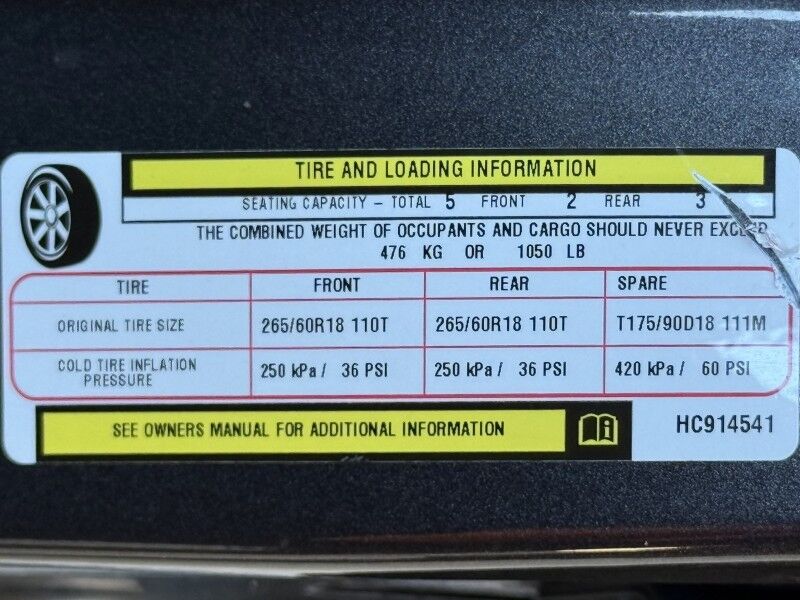 TIRE AND LOADING INFORMATION
SEATING CAPACITY – TOTAL 5 FRONT 2 REAR 3
THE COMBINED WEIGHT OF OCCUPANTS AND CARGO SHOULD NEVER EXCEED
476 KG OR 1050 LB
TIRE FRONT REAR SPARE
ORIGINAL TIRE SIZE 265/60R18 110T 265/60R18 110T T175/90D18 111M
COLD TIRE INFLATION PRESSURE 250 kPa / 36 PSI 250 kPa / 36 PSI 420 kPa / 60 PSI
SEE OWNERS MANUAL FOR ADDITIONAL INFORMATION
HC914541